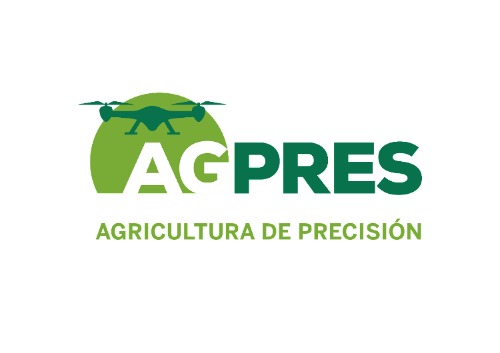 AGPRES
AGRICULTURA DE PRECISIÓN